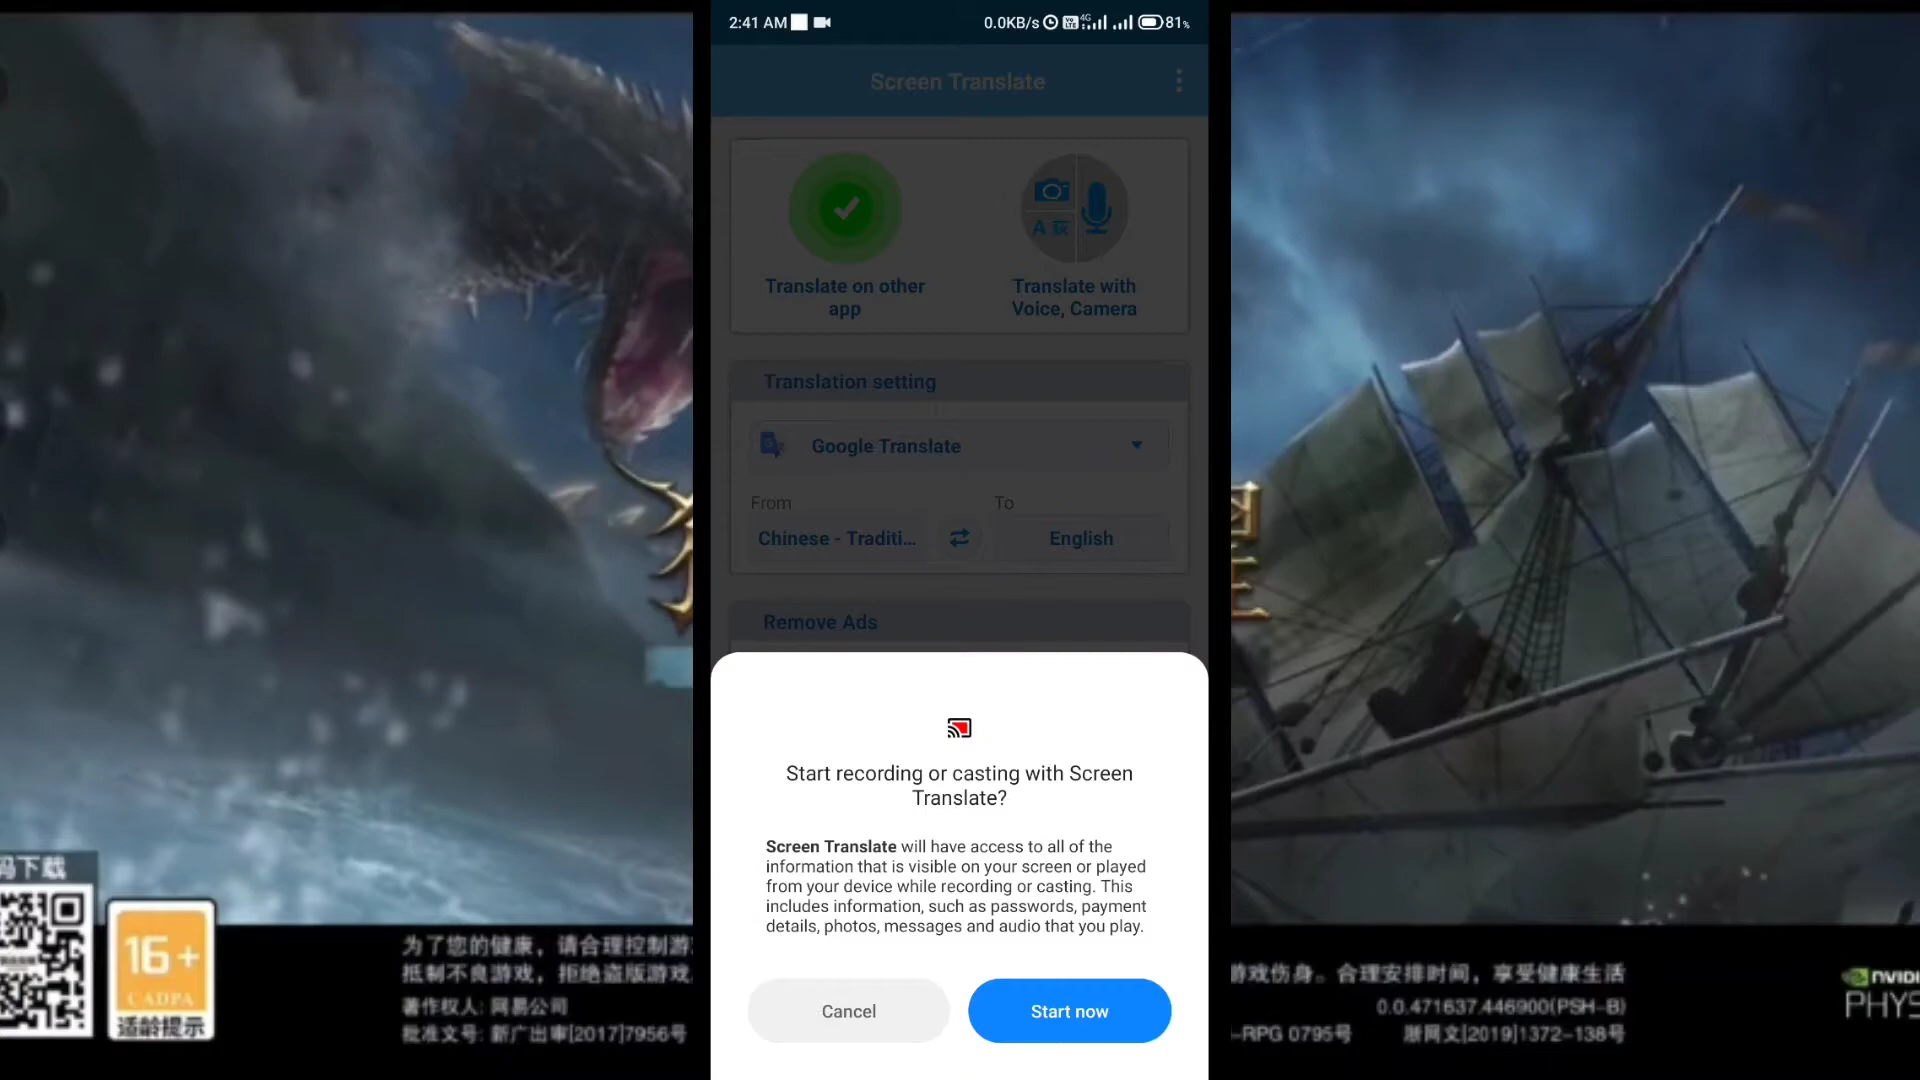 2:41 AM
0.0KB/s
4G
81%
Screen Translate
Translate on other
app
Translate with
Voice, Camera
Translation setting
Google Translate
From
To
Chinese - Traditi...
English
Remove Ads
Start recording or casting with Screen
Translate?
Screen Translate will have access to all of the
information that is visible on your screen or played
from your device while recording or casting. This
includes information, such as passwords, payment
details, photos, messages and audio that you play.
Cancel
Start now
码下载
16+
CADPA
适龄提示
为了您的健康，请合理控制游
抵制不良游戏，拒绝盗版游戏
著作权人: 网易公司
批准文号: 新广出审[2017]7956号
游戏伤身。合理安排时间，享受健康生活
0.0.471637.446900(PSH-B)
-RPG 0795号
浙网文[2019]1372-138号
NVIDI
PHYS